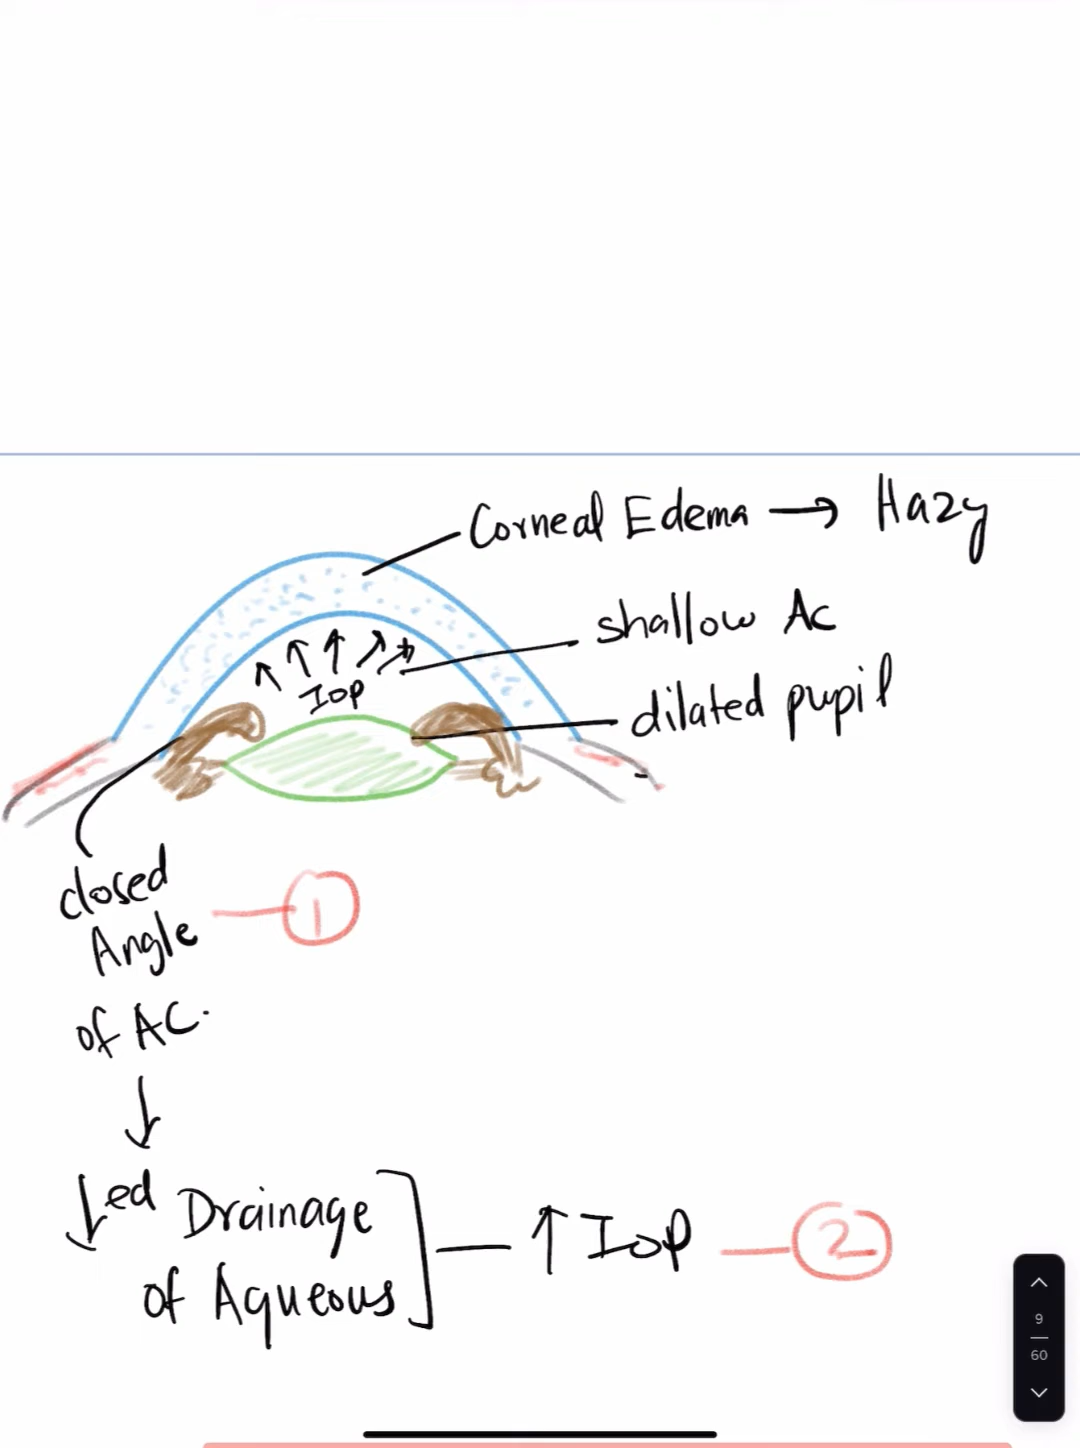 Corneal Edema → Hazy
shallow Ac
IOP
dilated pupil
closed
Angle — 1
of AC.
↓
↓ed Drainage
of Aqueous
— ↑ IOP — 2
9
60